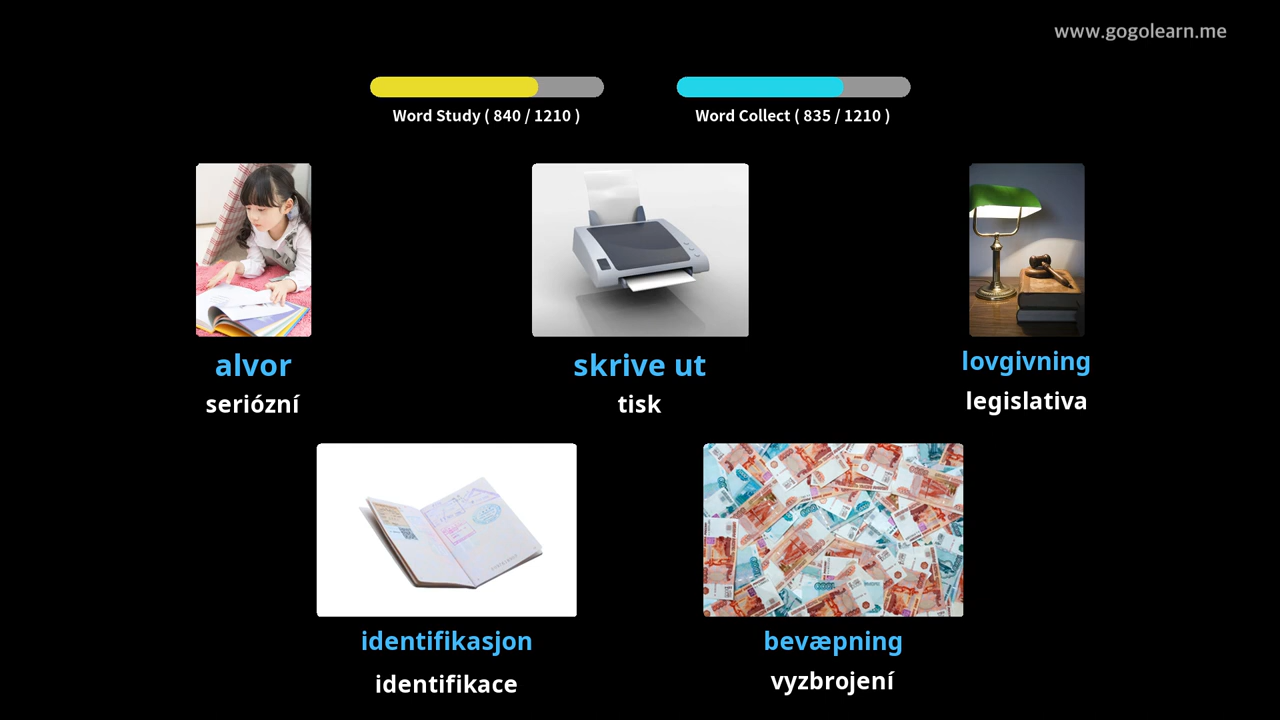 www.gogolearn.me
Word Study ( 840 / 1210 )
Word Collect ( 835 / 1210 )
alvor
seriózní
skrive ut
tisk
lovgivning
legislativa
identifikasjon
identifikace
bevæpning
vyzbrojení